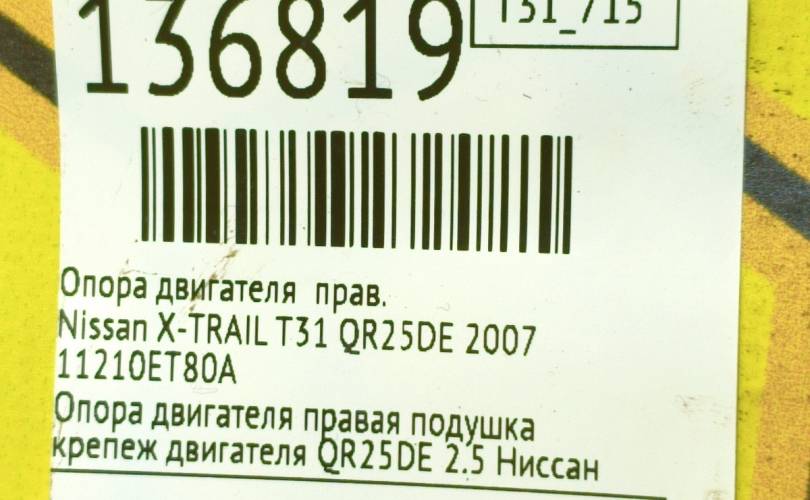 136819
T31_715
Опора двигателя прав.
Nissan X-TRAIL T31 QR25DE 2007
11210ET80A
Опора двигателя правая подушка
крепеж двигателя QR25DE 2.5 Ниссан